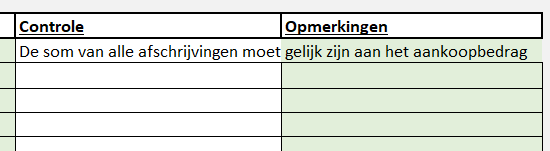 Controle Opmerkingen
De som van alle afschrijvingen moet gelijk zijn aan het aankoopbedrag